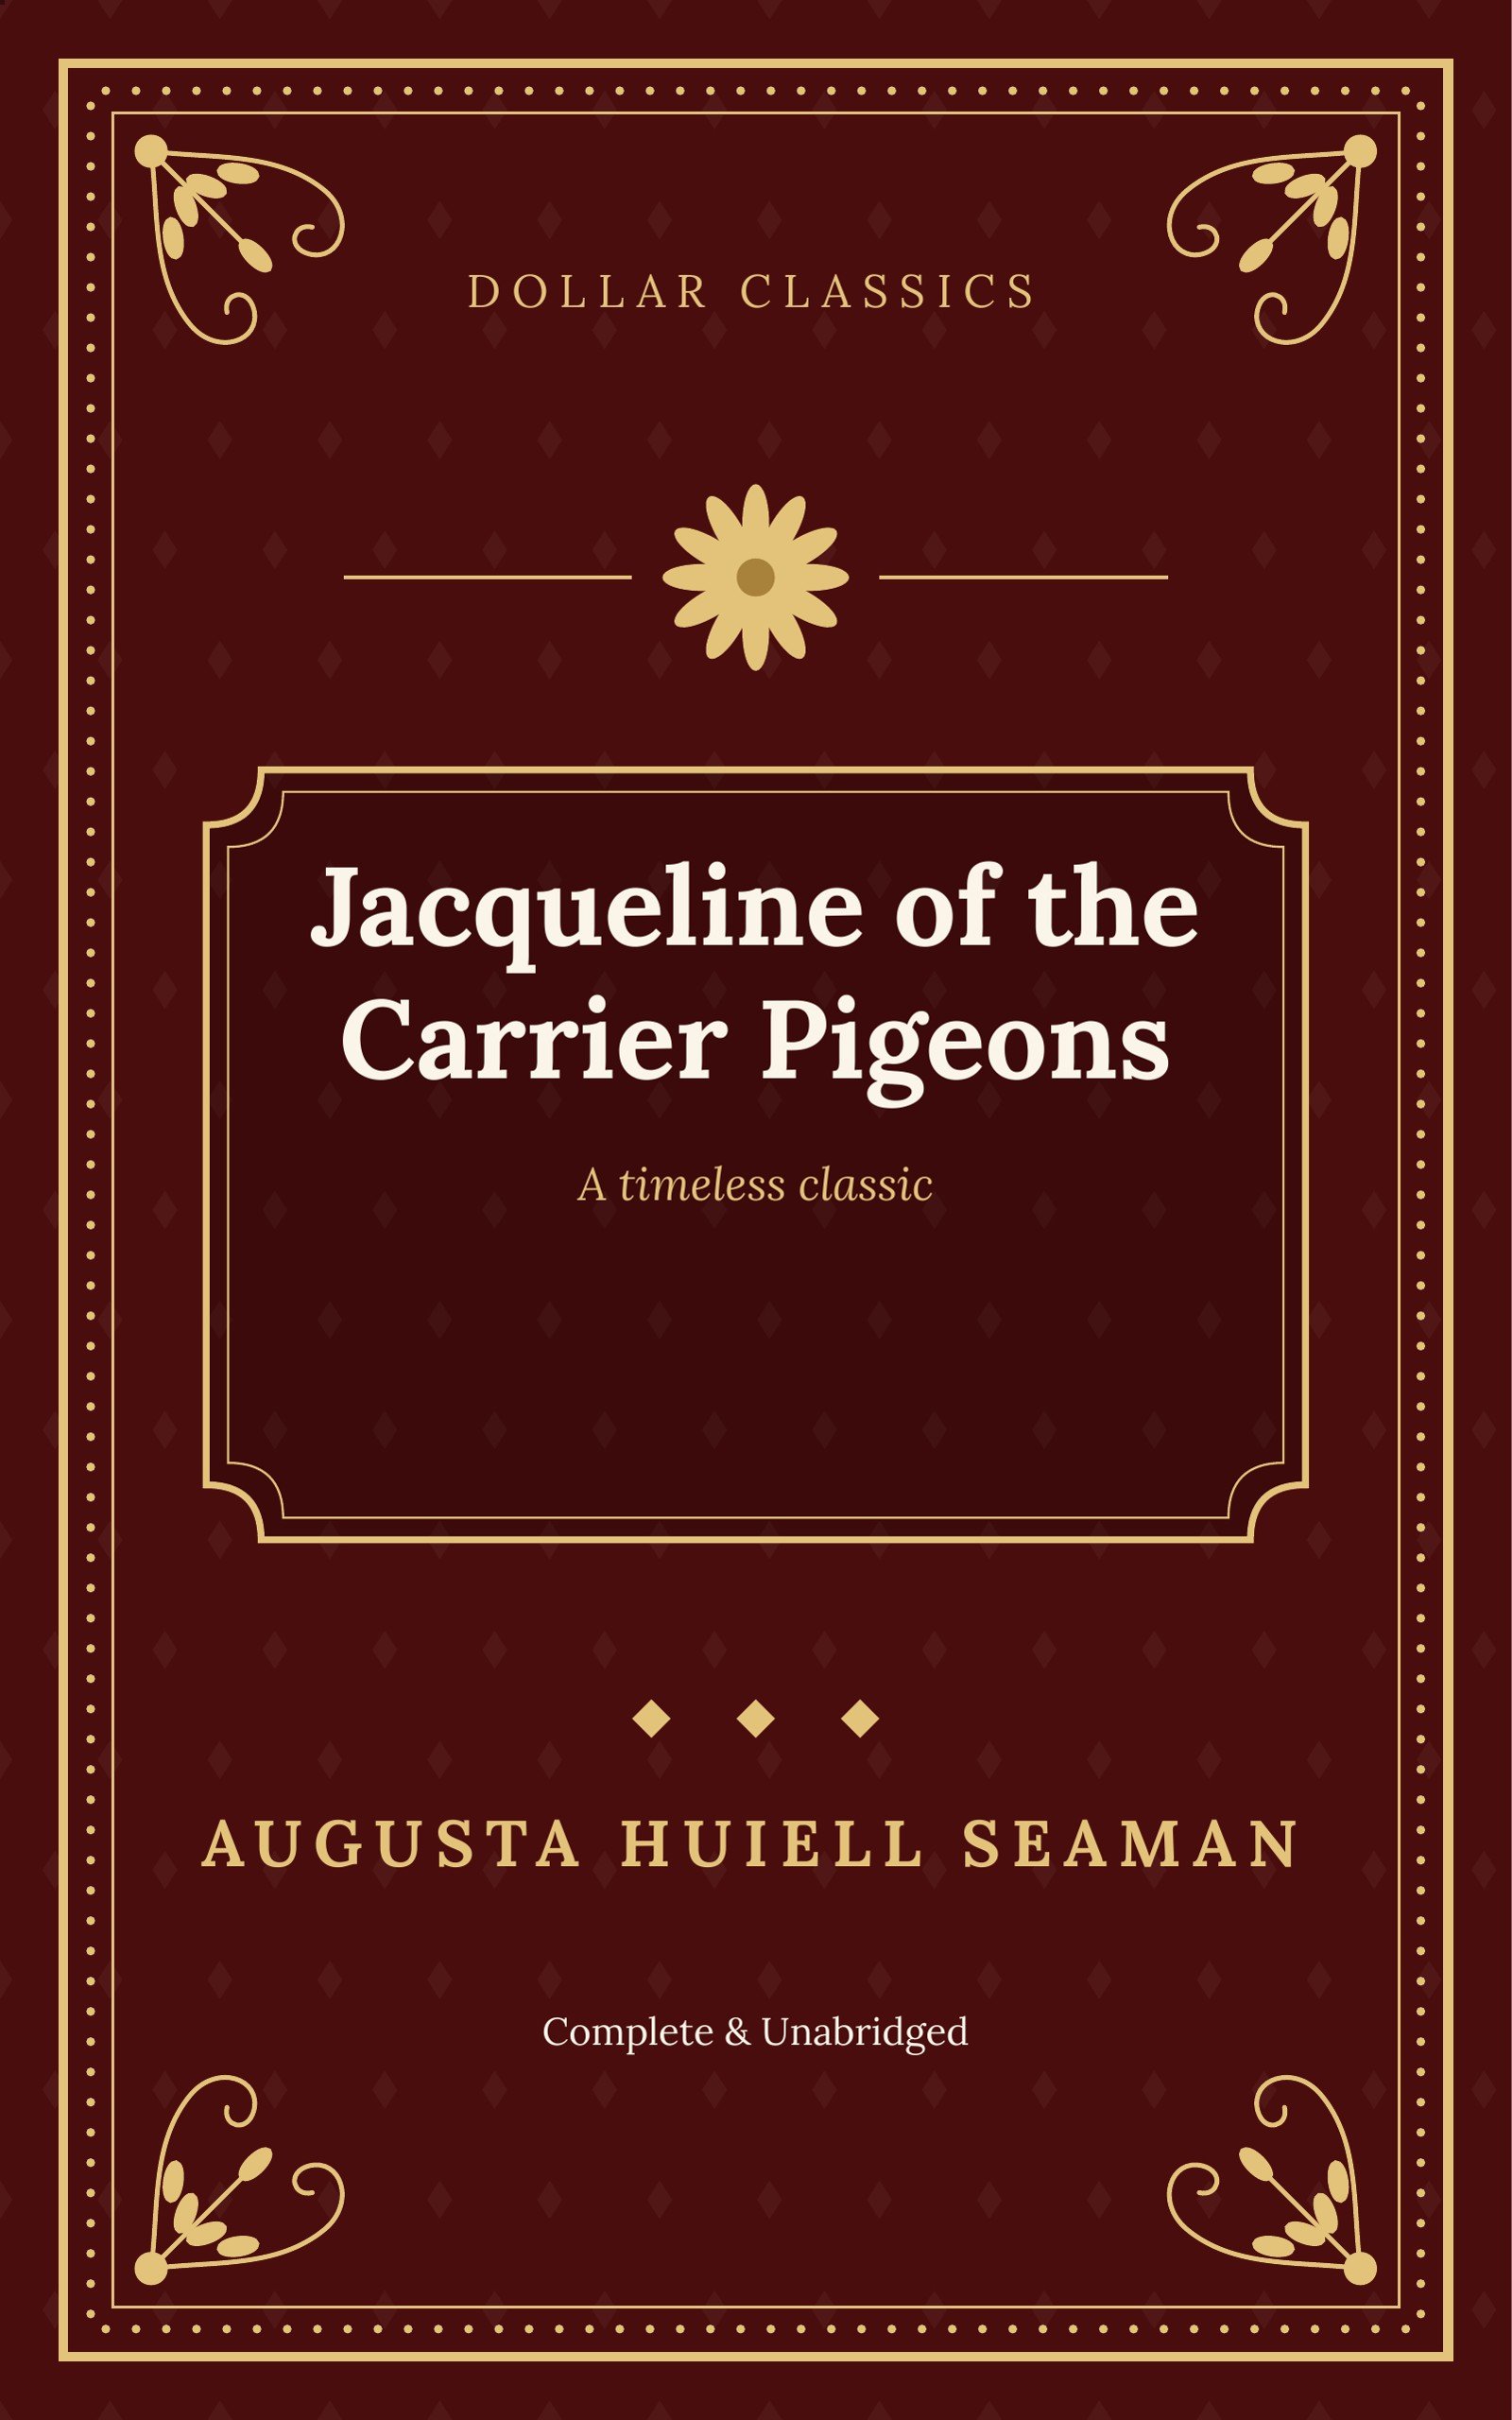 DOLLAR CLASSICS
Jacqueline of the
Carrier Pigeons
A timeless classic
AUGUSTA HUIELL SEAMAN
Complete & Unabridged